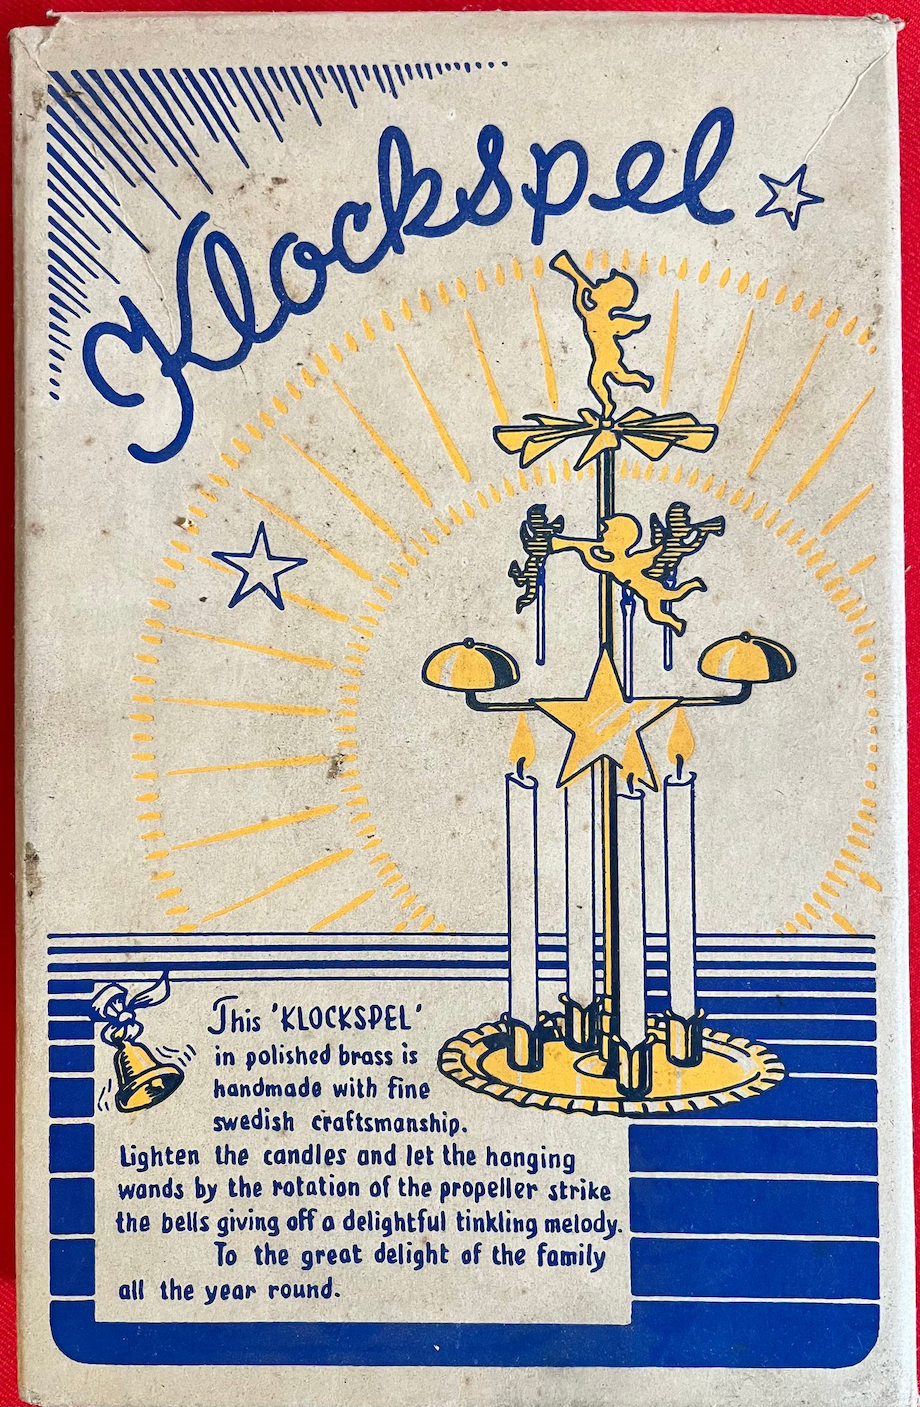 Klockspel
This 'KLOCKSPEL'
in polished brass is
handmade with fine
swedish craftsmanship.
Lighten the candles and let the hanging
wands by the rotation of the propeller strike
the bells giving off a delightful tinkling melody.
To the great delight of the family
all the year round.